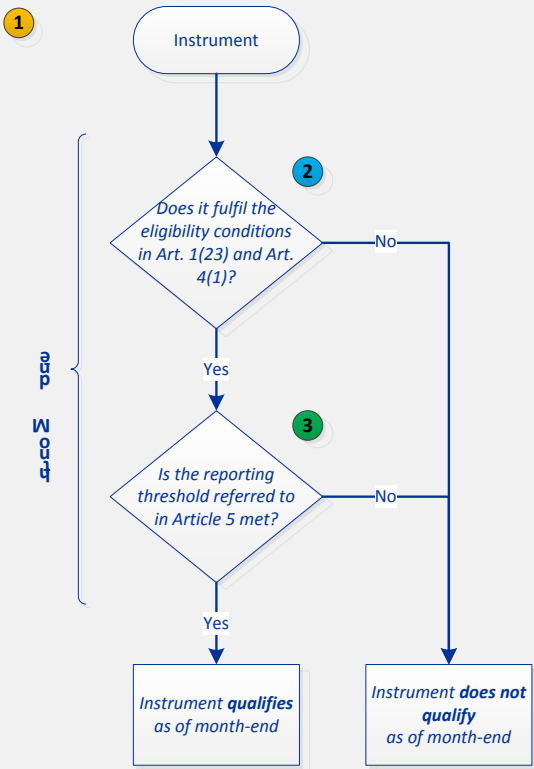 1
Instrument
2
Does it fulfil the
eligibility conditions
in Art. 1(23) and Art.
4(1)?
No
Yes
Month
end
3
Is the reporting
threshold referred to
in Article 5 met?
No
Yes
Instrument qualifies
as of month-end
Instrument does not
qualify
as of month-end